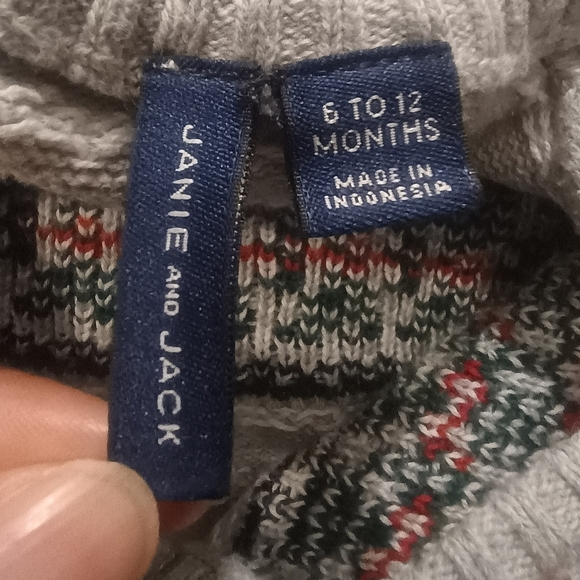 JANIE AND JACK
6 TO 12
MONTHS
MADE IN
INDONESIA